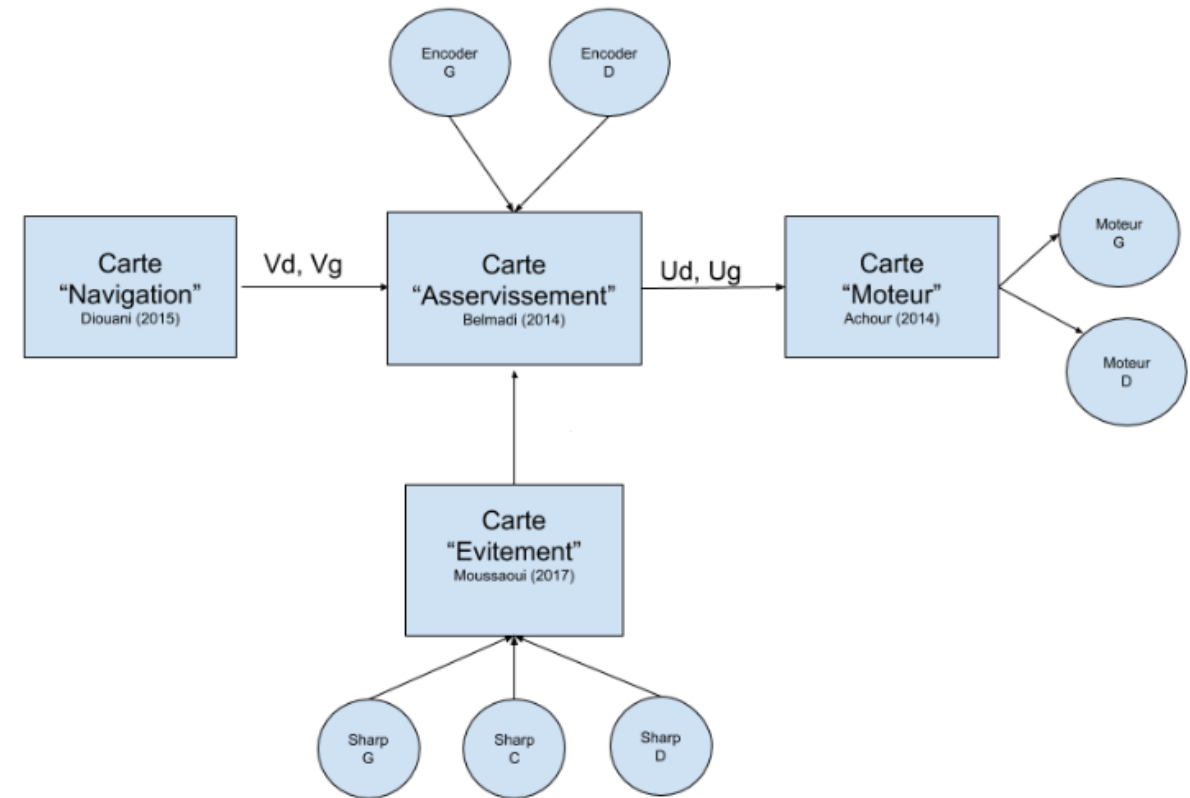 Encoder
G
Encoder
D
Carte
“Navigation”
Diouani (2015)
Vd, Vg
Carte
“Asservissement”
Belmadi (2014)
Ud, Ug
Carte
“Moteur”
Achour (2014)
Moteur
G
Moteur
D
Carte
“Evitement”
Moussaoui (2017)
Sharp
G
Sharp
C
Sharp
D